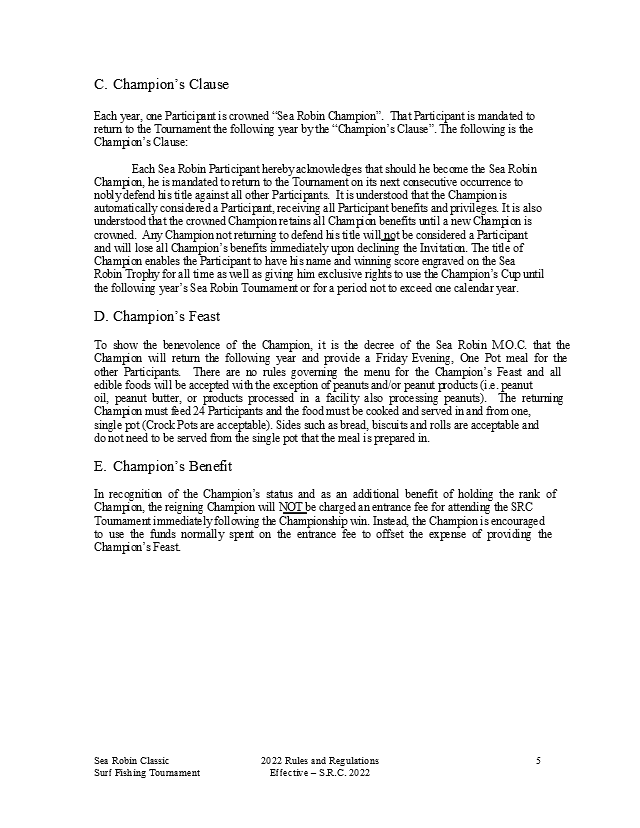 C. Champion's Clause
Each year, one Participant is crowned “Sea Robin Champion”. That Participant is mandated to
return to the Tournament the following year by the “Champion's Clause”. The following is the
Champion's Clause:
Each Sea Robin Participant hereby acknowledges that should he become the Sea Robin
Champion, he is mandated to return to the Tournament on its next consecutive occurrence to
nobly defend his title against all other Participants. It is understood that the Champion is
automatically considered a Participant, receiving all Participant benefits and privileges. It is also
understood that the crowned Champion retains all Champion benefits until a new Champion is
crowned. Any Champion not returning to defend his title will not be considered a Participant
and will lose all Champion's benefits immediately upon declining the Invitation. The title of
Champion enables the Participant to have his name and winning score engraved on the Sea
Robin Trophy for all time as well as giving him exclusive rights to use the Champion's Cup until
the following year's Sea Robin Tournament or for a period not to exceed one calendar year.
D. Champion's Feast
To show the benevolence of the Champion, it is the decree of the Sea Robin M.O.C. that the
Champion will return the following year and provide a Friday Evening, One Pot meal for the
other Participants. There are no rules governing the menu for the Champion's Feast and all
edible foods will be accepted with the exception of peanuts and/or peanut products (i.e. peanut
oil, peanut butter, or products processed in a facility also processing peanuts). The returning
Champion must feed 24 Participants and the food must be cooked and served in and from one,
single pot (Crock Pots are acceptable). Sides such as bread, biscuits and rolls are acceptable and
do not need to be served from the single pot that the meal is prepared in.
E. Champion's Benefit
In recognition of the Champion's status and as an additional benefit of holding the rank of
Champion, the reigning Champion will NOT be charged an entrance fee for attending the SRC
Tournament immediately following the Championship win. Instead, the Champion is encouraged
to use the funds normally spent on the entrance fee to offset the expense of providing the
Champion's Feast.
Sea Robin Classic 2022 Rules and Regulations 5
Surf Fishing Tournament Effective – S.R.C. 2022